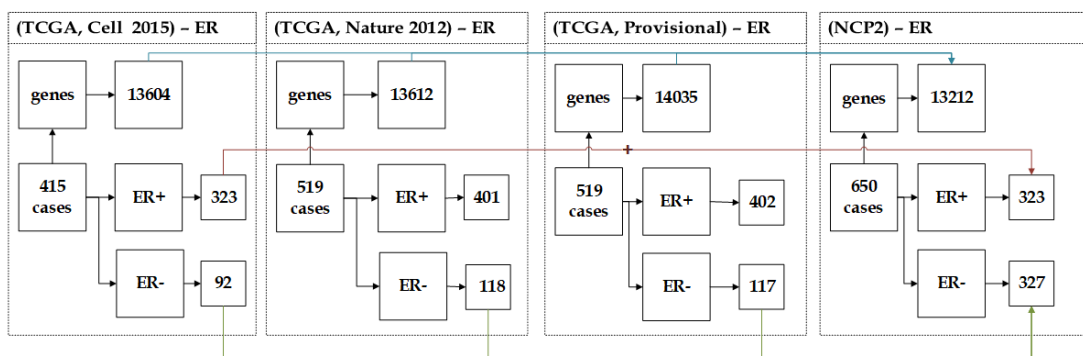 (TCGA, Cell 2015) – ER
genes
13604
415
cases
ER+
323
ER-
92
(TCGA, Nature 2012) – ER
genes
13612
519
cases
ER+
401
ER-
118
(TCGA, Provisional) – ER
genes
14035
519
cases
ER+
402
ER-
117
(NCP2) – ER
genes
13212
650
cases
ER+
323
ER-
327
+